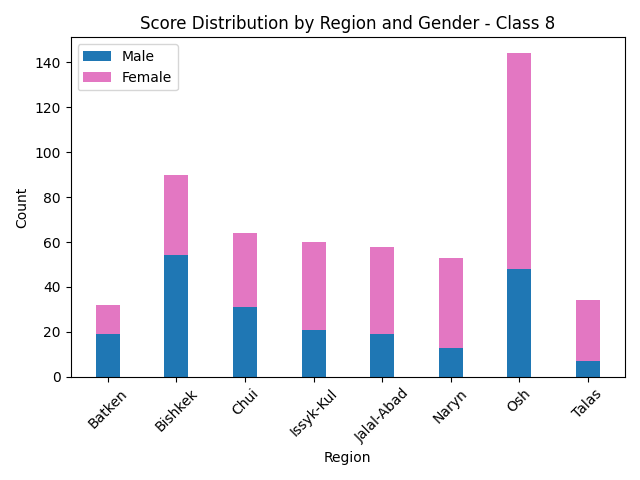 Score Distribution by Region and Gender - Class 8
Male
Female
140
120
100
80
60
40
20
0
Count
Batken
Bishkek
Chui
Issyk-Kul
Jalal-Abad
Naryn
Osh
Talas
Region